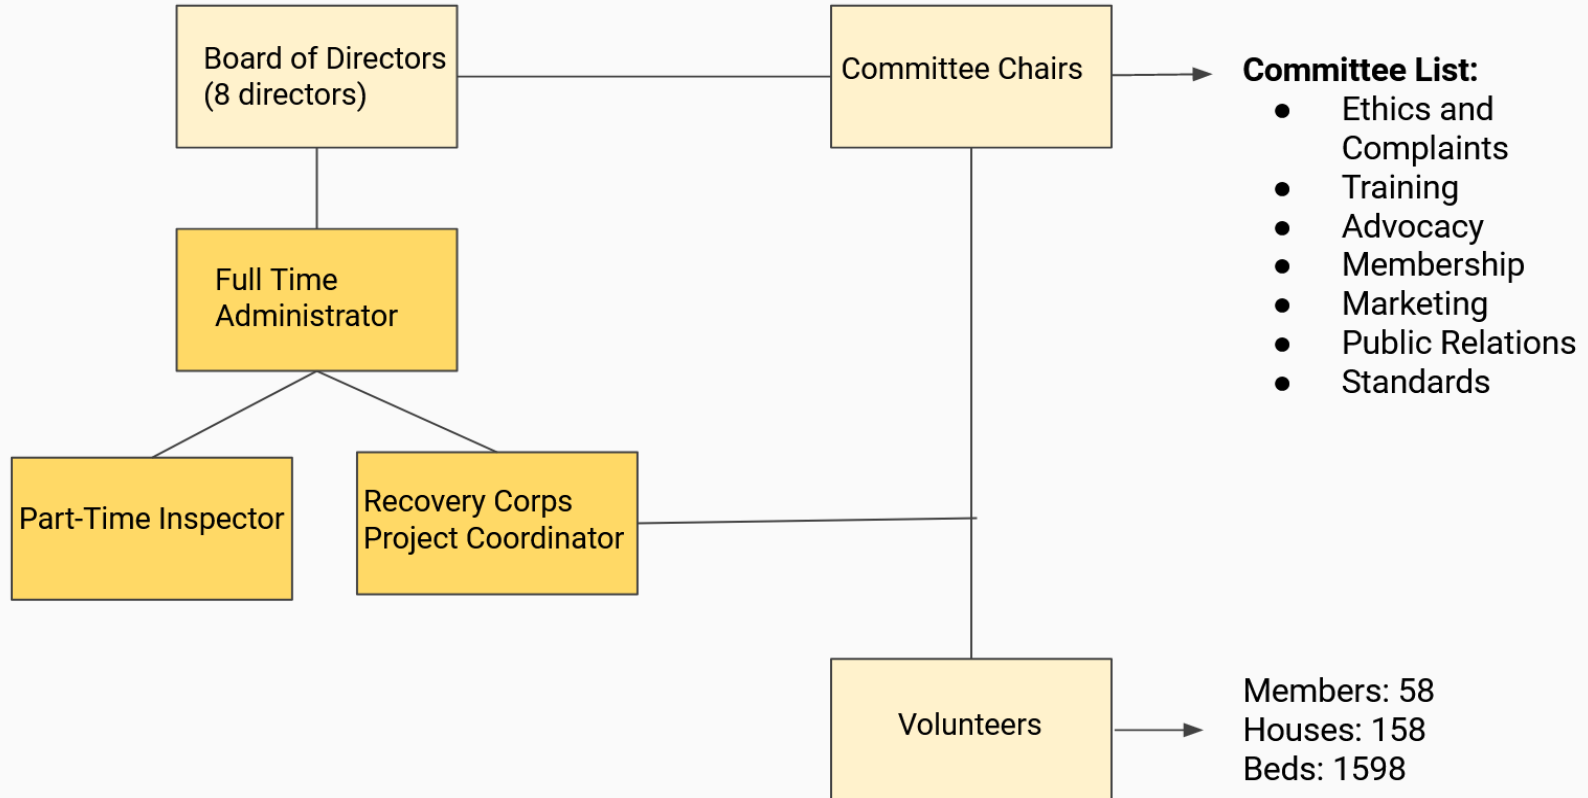 Board of Directors
(8 directors)
Committee Chairs
Committee List:
● Ethics and
Complaints
● Training
● Advocacy
● Membership
● Marketing
● Public Relations
● Standards
Full Time
Administrator
Part-Time Inspector
Recovery Corps
Project Coordinator
Volunteers
Members: 58
Houses: 158
Beds: 1598